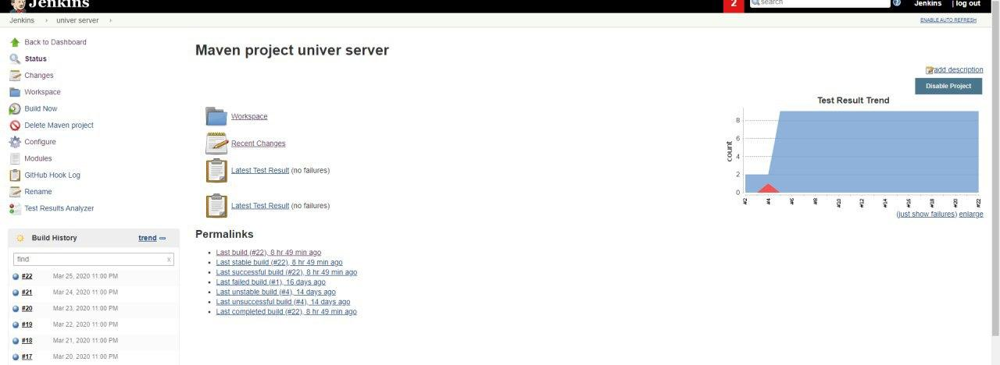 Jenkins
2
search
Jenkins
| log out
Jenkins
univer server
ENABLE AUTO REFRESH
Back to Dashboard
Status
Changes
Workspace
Build Now
Delete Maven project
Configure
Modules
GitHub Hook Log
Rename
Test Results Analyzer
Build History
trend
find
x
#22 Mar 25, 2020 11:00 PM
#21 Mar 24, 2020 11:00 PM
#20 Mar 23, 2020 11:00 PM
#19 Mar 22, 2020 11:00 PM
#18 Mar 21, 2020 11:00 PM
#17 Mar 20, 2020 11:00 PM
Maven project univer server
add description
Disable Project
Workspace
Recent Changes
Latest Test Result (no failures)
Latest Test Result (no failures)
Permalinks
Last build (#22), 8 hr 49 min ago
Last stable build (#22), 8 hr 49 min ago
Last successful build (#22), 8 hr 49 min ago
Last failed build (#1), 16 days ago
Last unstable build (#4), 14 days ago
Last unsuccessful build (#4), 14 days ago
Last completed build (#22), 8 hr 49 min ago
Test Result Trend
count
8
6
4
2
0
#2
#4
#6
#8
#10
#12
#14
#16
#18
#20
#22
(just show failures) enlarge